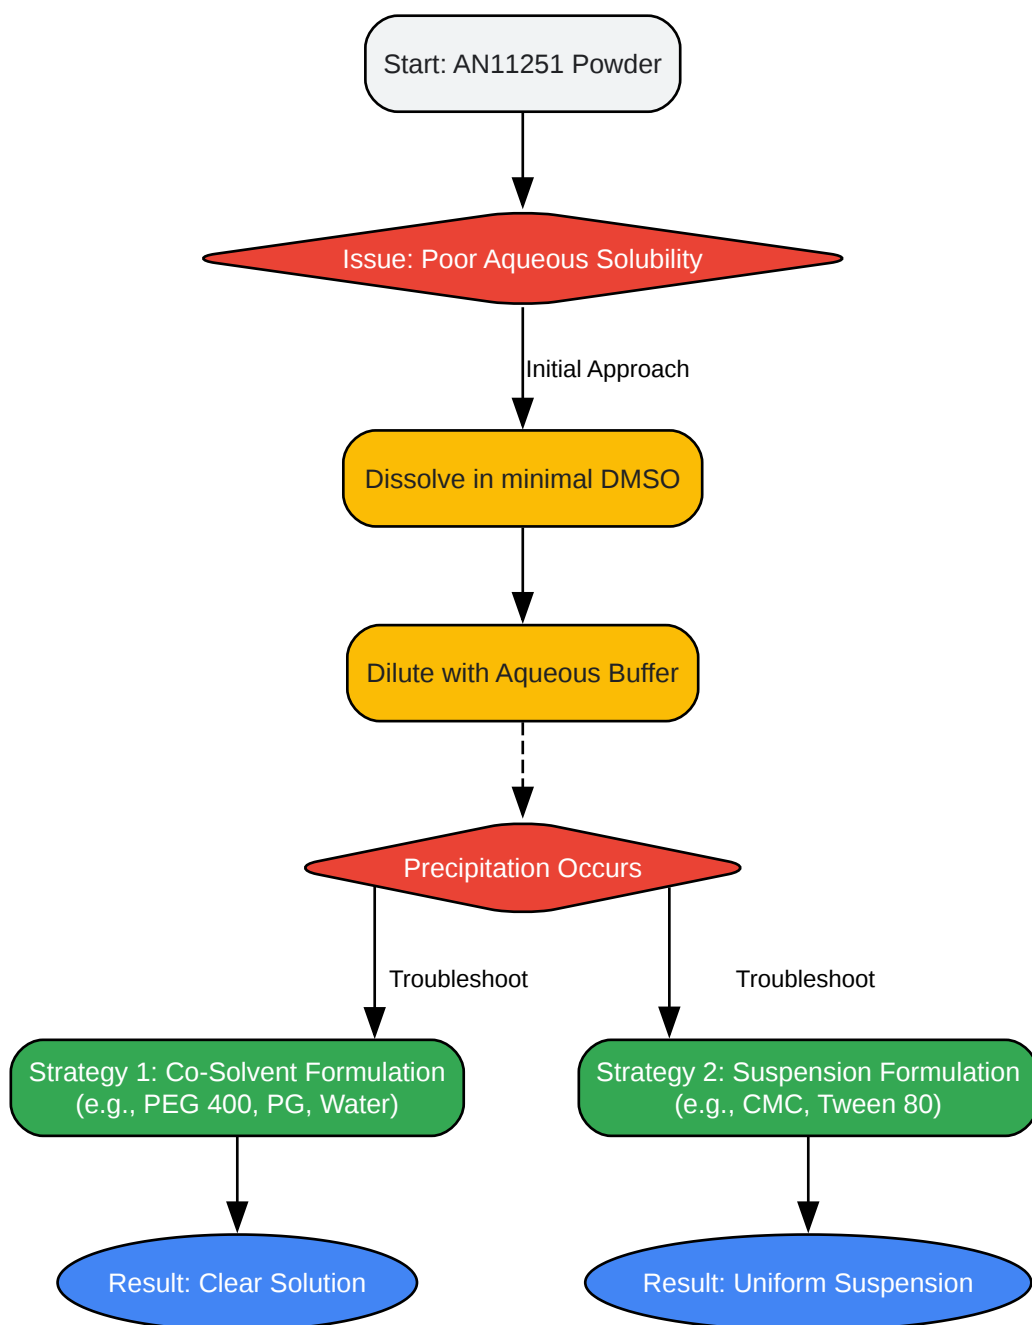 Start: AN11251 Powder
Issue: Poor Aqueous Solubility
Initial Approach
Dissolve in minimal DMSO
Dilute with Aqueous Buffer
Precipitation Occurs
Troubleshoot
Troubleshoot
Strategy 1: Co-Solvent Formulation
(e.g., PEG 400, PG, Water)
Strategy 2: Suspension Formulation
(e.g., CMC, Tween 80)
Result: Clear Solution
Result: Uniform Suspension